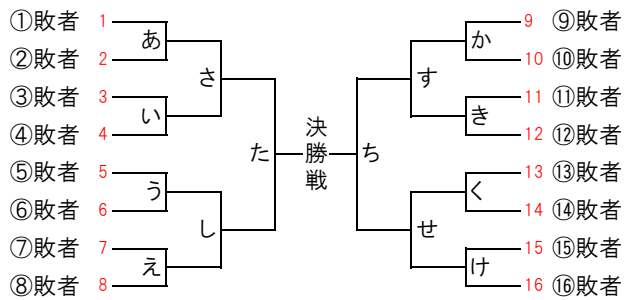 ①敗者 1
②敗者 2
③敗者 3
④敗者 4
⑤敗者 5
⑥敗者 6
⑦敗者 7
⑧敗者 8
あ
い
う
え
さ
し
た
決勝戦
ち
す
せ
か
き
く
け
9 ⑨敗者
10 ⑩敗者
11 ⑪敗者
12 ⑫敗者
13 ⑬敗者
14 ⑭敗者
15 ⑮敗者
16 ⑯敗者